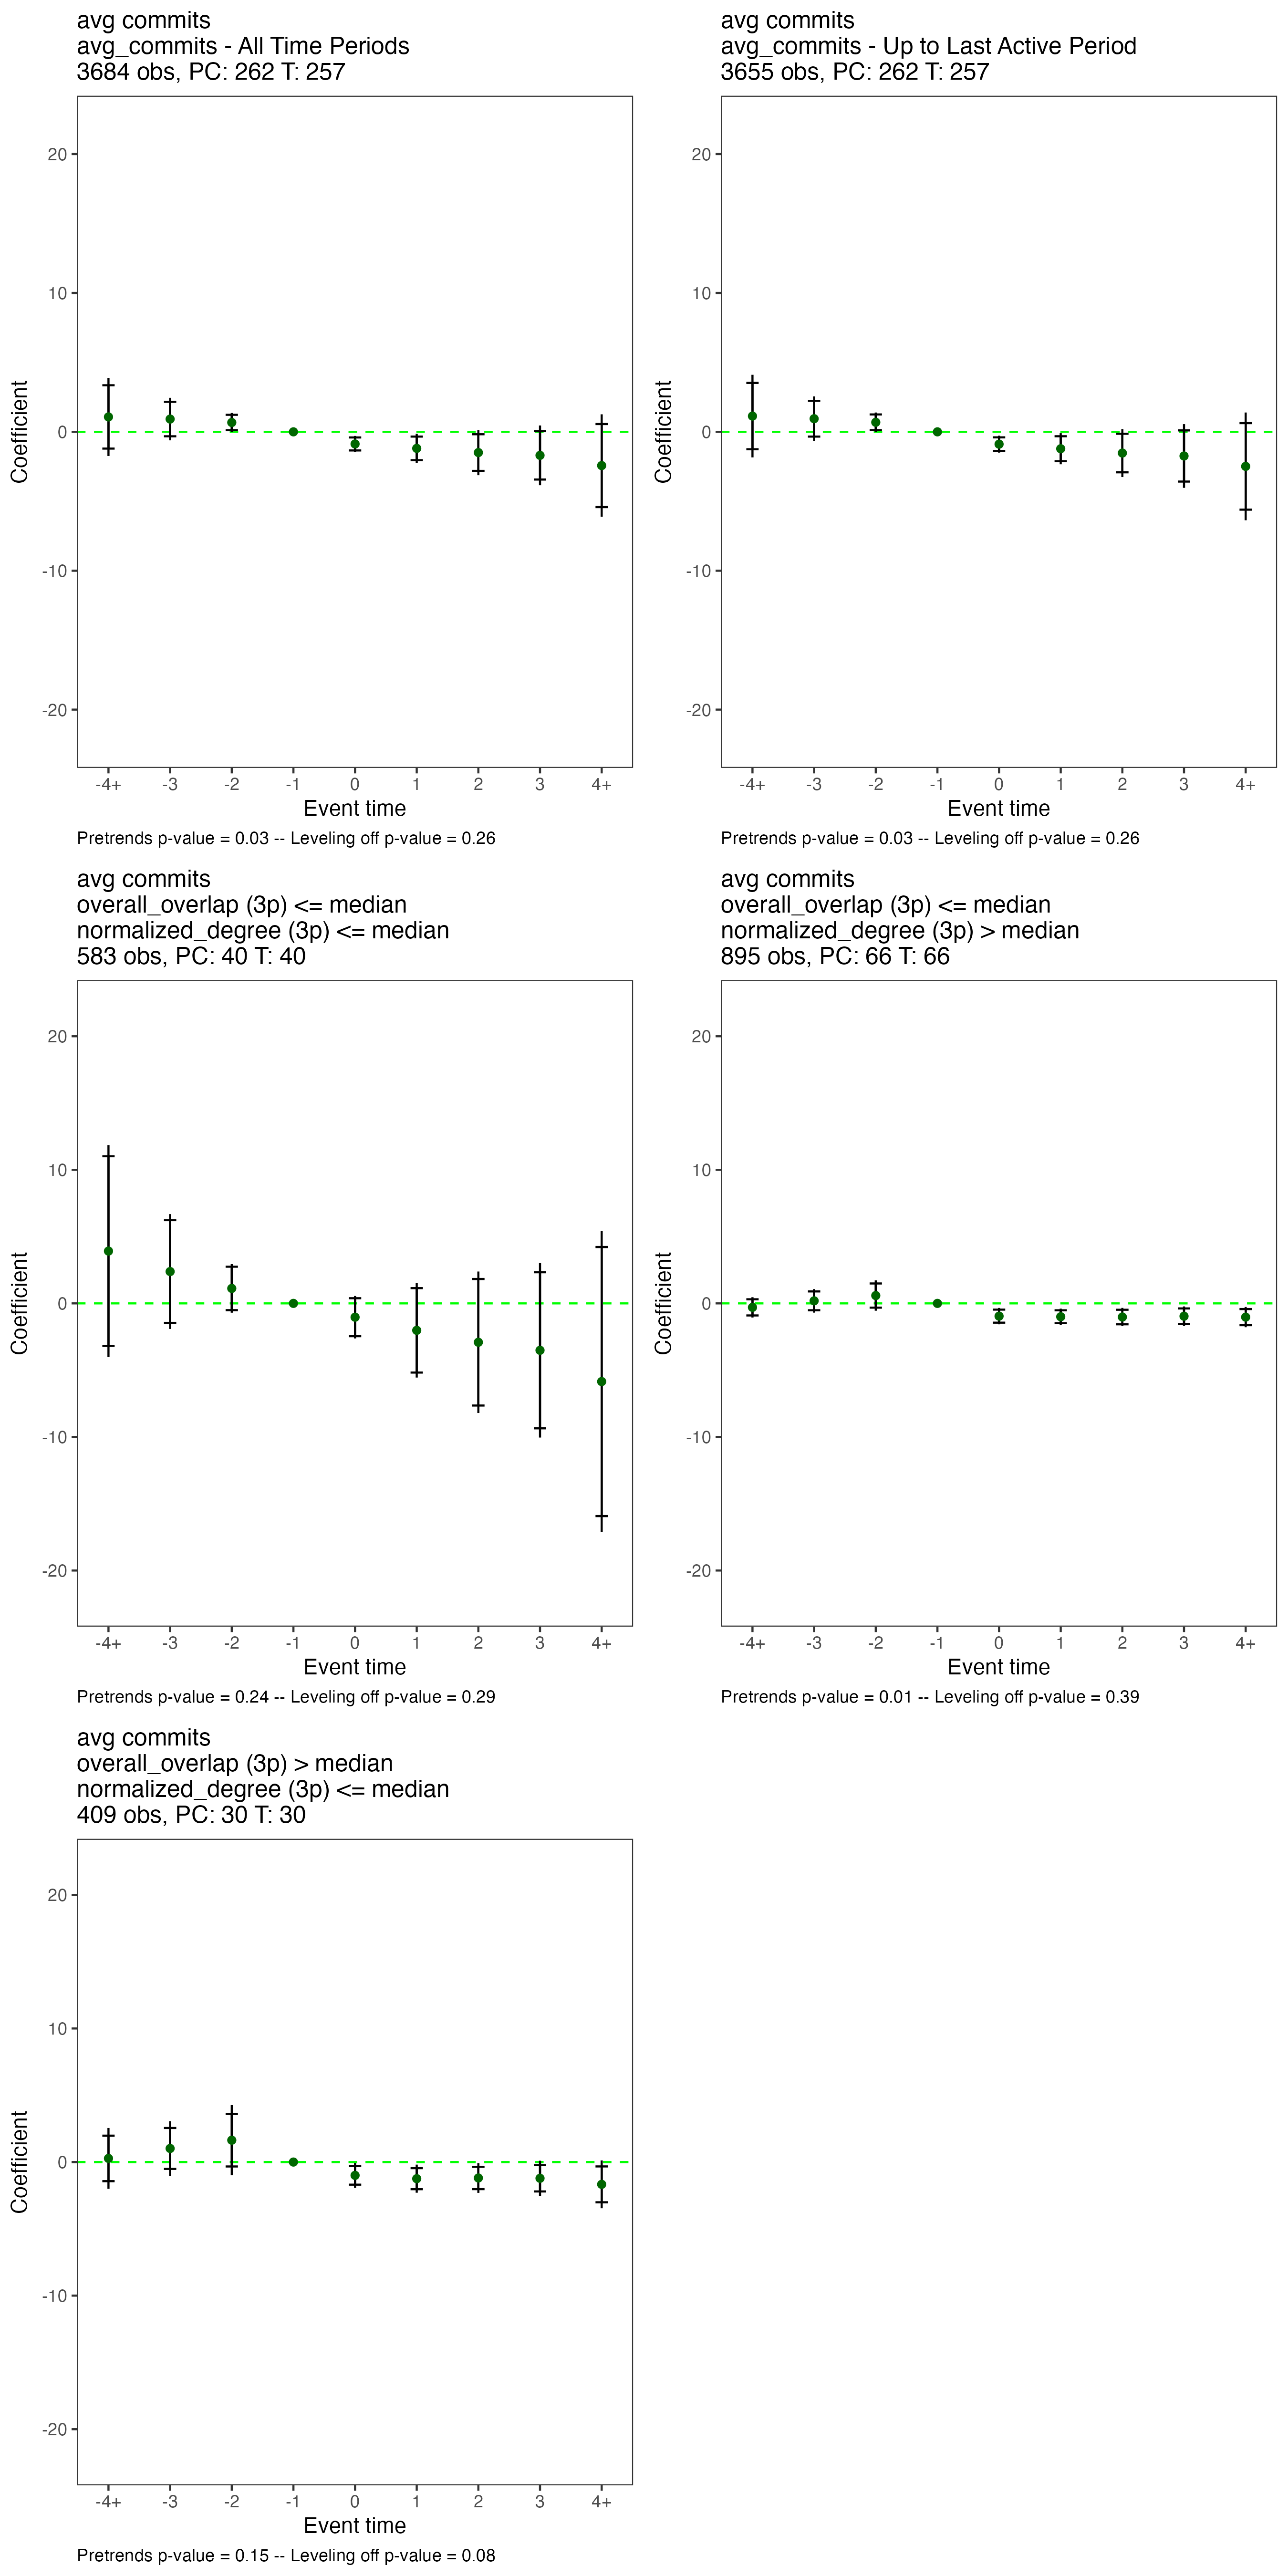 avg commits
avg_commits - All Time Periods
3684 obs, PC: 262 T: 257
20
10
0
-10
-20
Coefficient
-4+ -3 -2 -1 0 1 2 3 4+
Event time
Pretrends p-value = 0.03 -- Leveling off p-value = 0.26
avg commits
avg_commits - Up to Last Active Period
3655 obs, PC: 262 T: 257
20
10
0
-10
-20
Coefficient
-4+ -3 -2 -1 0 1 2 3 4+
Event time
Pretrends p-value = 0.03 -- Leveling off p-value = 0.26
avg commits
overall_overlap (3p) <= median
normalized_degree (3p) <= median
583 obs, PC: 40 T: 40
20
10
0
-10
-20
Coefficient
-4+ -3 -2 -1 0 1 2 3 4+
Event time
Pretrends p-value = 0.24 -- Leveling off p-value = 0.29
avg commits
overall_overlap (3p) <= median
normalized_degree (3p) > median
895 obs, PC: 66 T: 66
20
10
0
-10
-20
Coefficient
-4+ -3 -2 -1 0 1 2 3 4+
Event time
Pretrends p-value = 0.01 -- Leveling off p-value = 0.39
avg commits
overall_overlap (3p) > median
normalized_degree (3p) <= median
409 obs, PC: 30 T: 30
20
10
0
-10
-20
Coefficient
-4+ -3 -2 -1 0 1 2 3 4+
Event time
Pretrends p-value = 0.15 -- Leveling off p-value = 0.08